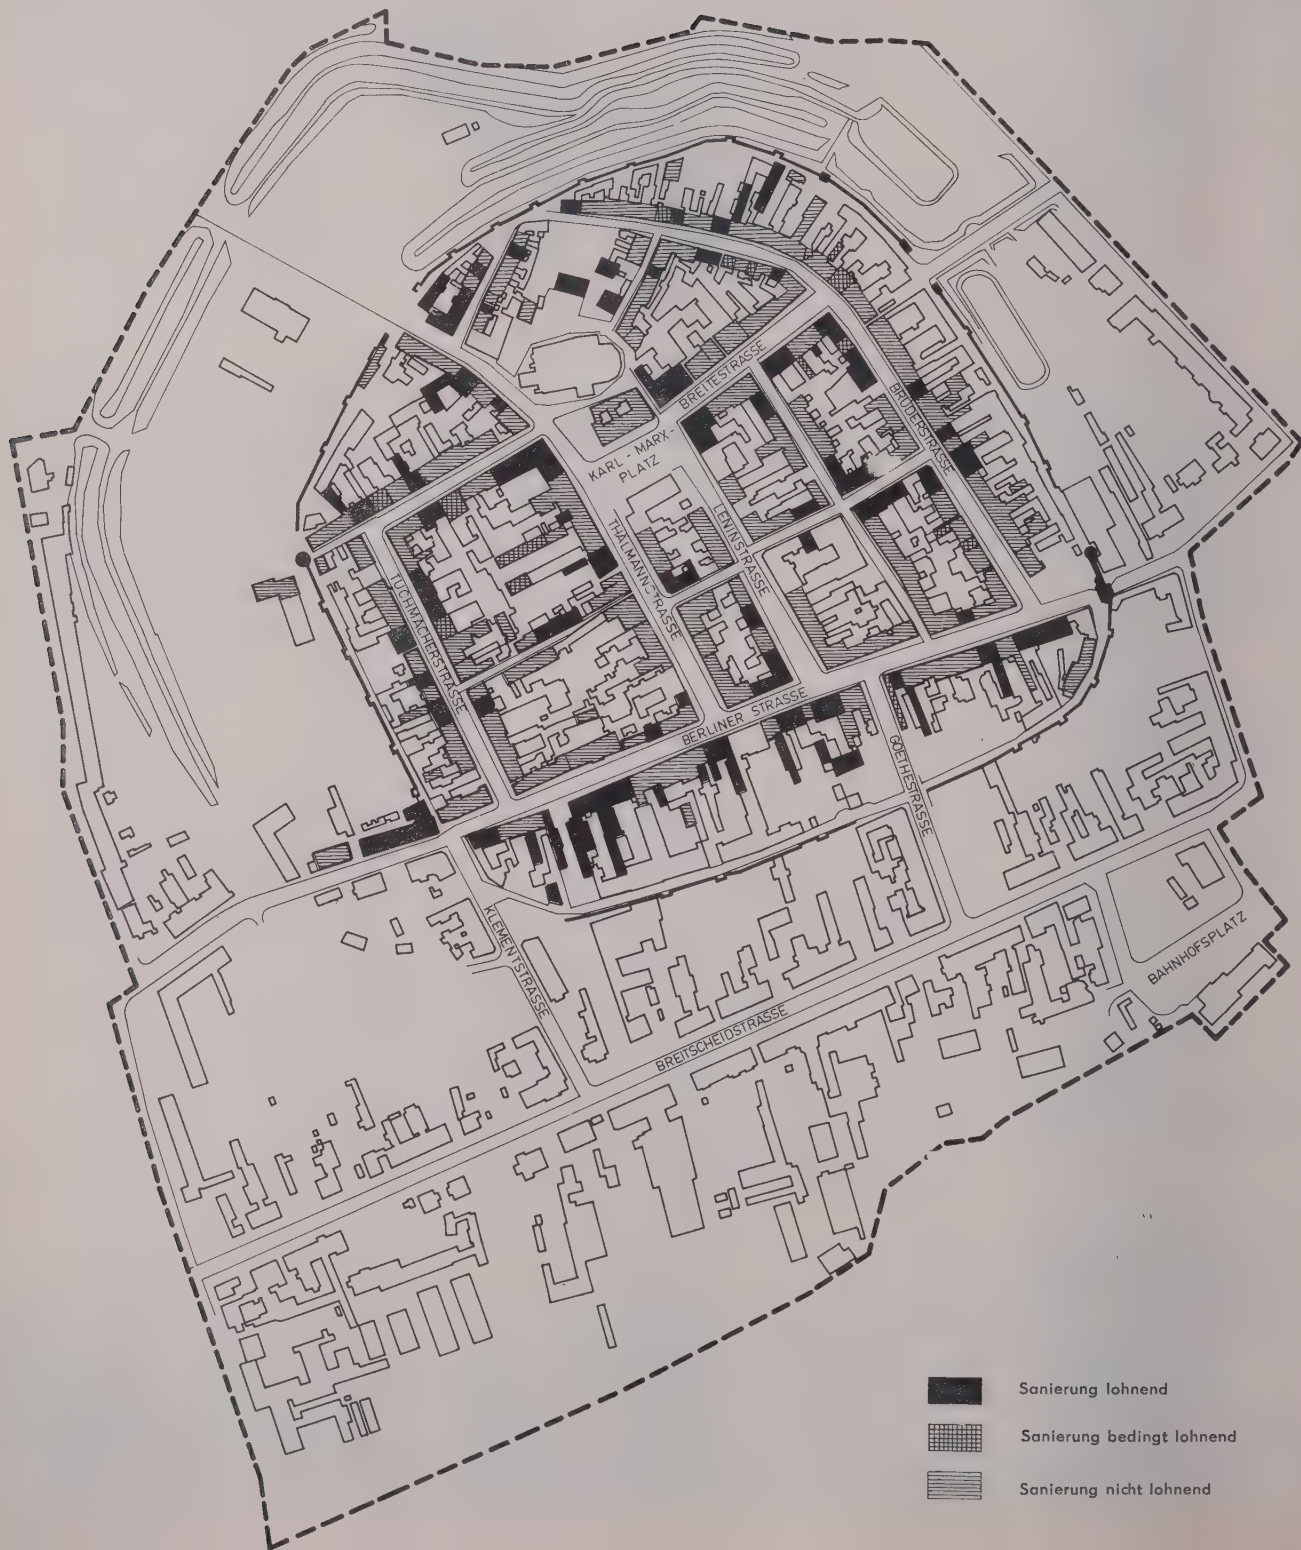 BREITESTRASSE
BRÜDERSTRASSE
KARL - MARX-
PLATZ
LENINSTRASSE
THÄLMANNSTRASSE
TUCHMACHERSTRASSE
BERLINER STRASSE
GOETHESTRASSE
KLEMENTSTRASSE
BAHNHOFSPLATZ
BREITSCHEIDSTRASSE
Sanierung lohnend
Sanierung bedingt lohnend
Sanierung nicht lohnend